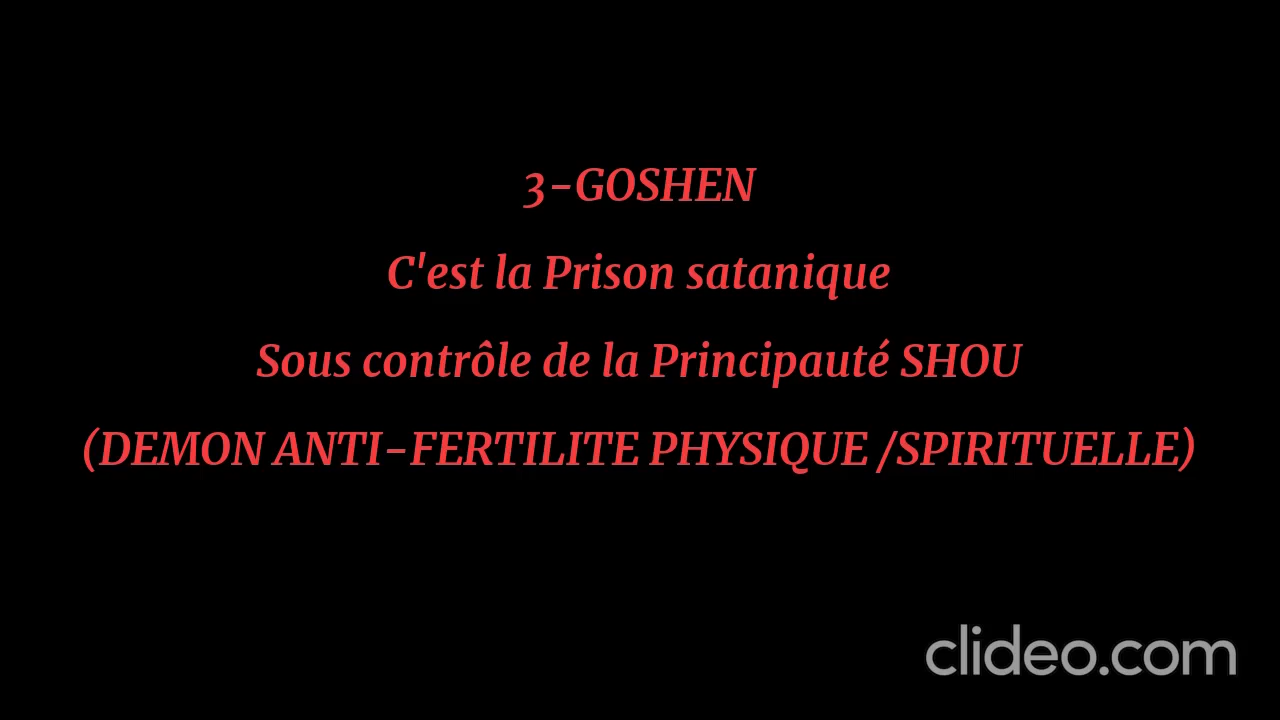 3-GOSHEN
C'est la Prison satanique
Sous contrôle de la Principauté SHOU
(DEMON ANTI-FERTILITE PHYSIQUE /SPIRITUELLE)
clideo.com